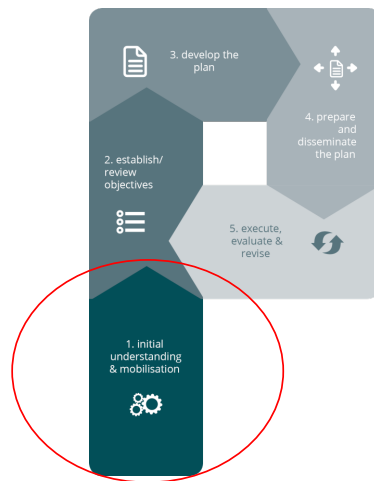 3. develop the
plan
4. prepare
and
disseminate
the plan
2. establish/
review
objectives
5. execute,
evaluate &
revise
1. initial
understanding
& mobilisation